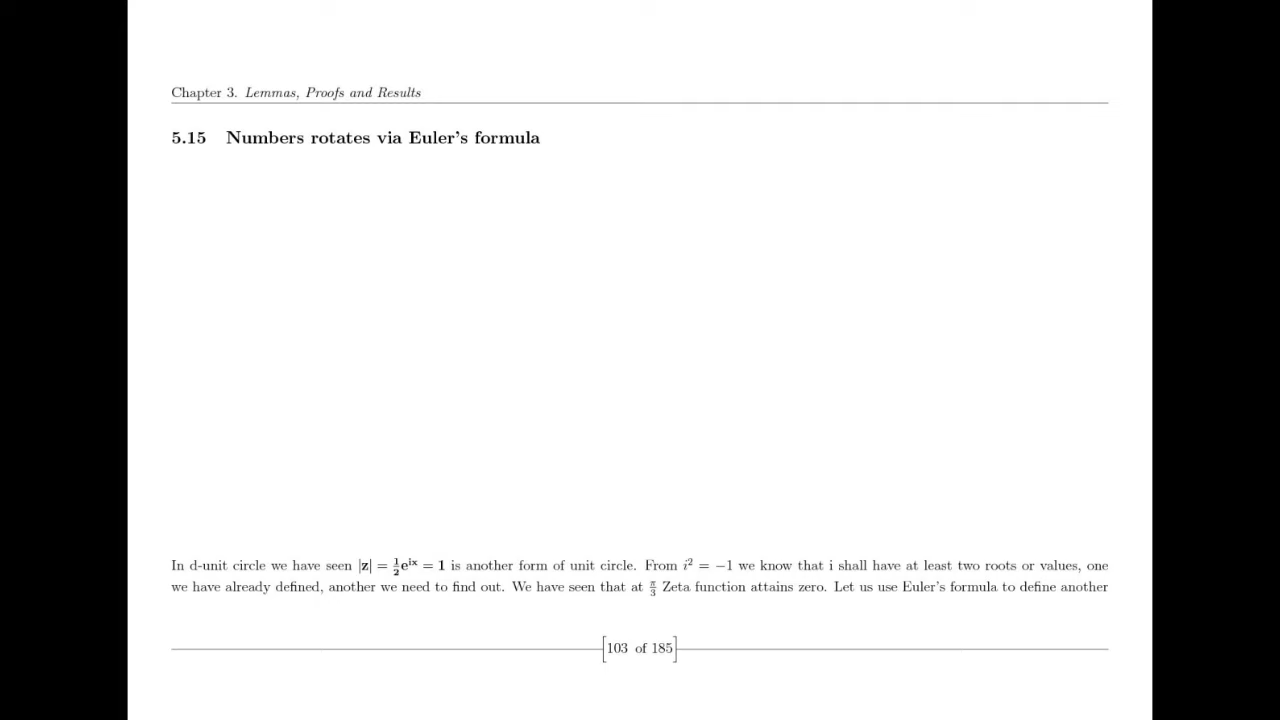 Chapter 3. Lemmas, Proofs and Results
5.15 Numbers rotates via Euler's formula
In d-unit circle we have seen |z| = ½e^{ix} = 1 is another form of unit circle. From i² = −1 we know that i shall have at least two roots or values, one
we have already defined, another we need to find out. We have seen that at π/3 Zeta function attains zero. Let us use Euler's formula to define another
[103 of 185]